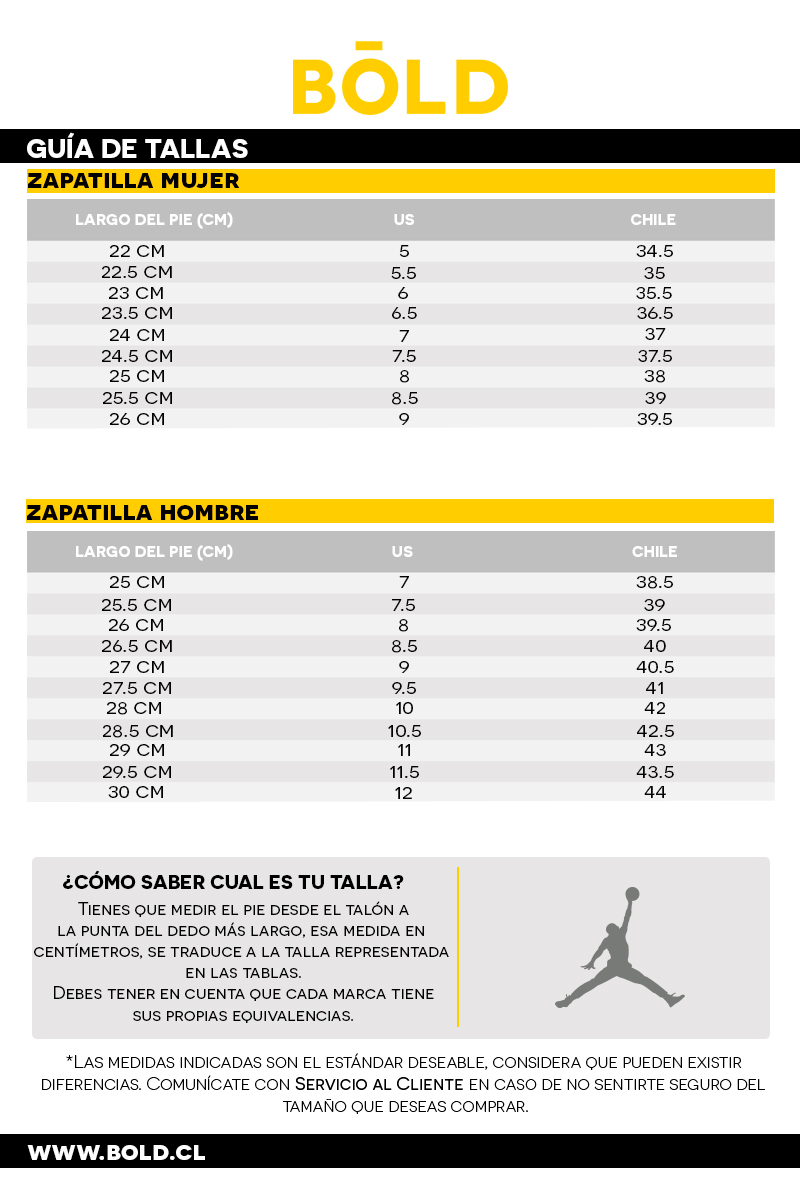 BŌLD
GUÍA DE TALLAS
ZAPATILLA MUJER
LARGO DEL PIE (CM) US CHILE
22 CM 5 34.5
22.5 CM 5.5 35
23 CM 6 35.5
23.5 CM 6.5 36.5
24 CM 7 37
24.5 CM 7.5 37.5
25 CM 8 38
25.5 CM 8.5 39
26 CM 9 39.5
ZAPATILLA HOMBRE
LARGO DEL PIE (CM) US CHILE
25 CM 7 38.5
25.5 CM 7.5 39
26 CM 8 39.5
26.5 CM 8.5 40
27 CM 9 40.5
27.5 CM 9.5 41
28 CM 10 42
28.5 CM 10.5 42.5
29 CM 11 43
29.5 CM 11.5 43.5
30 CM 12 44
¿CÓMO SABER CUAL ES TU TALLA?
Tienes que medir el pie desde el talón a
la punta del dedo más largo, esa medida en
centímetros, se traduce a la talla representada
en las tablas.
Debes tener en cuenta que cada marca tiene
sus propias equivalencias.
*Las medidas indicadas son el estándar deseable, considera que pueden existir
diferencias. Comunícate con Servicio al Cliente en caso de no sentirte seguro del
tamaño que deseas comprar.
WWW.BOLD.CL